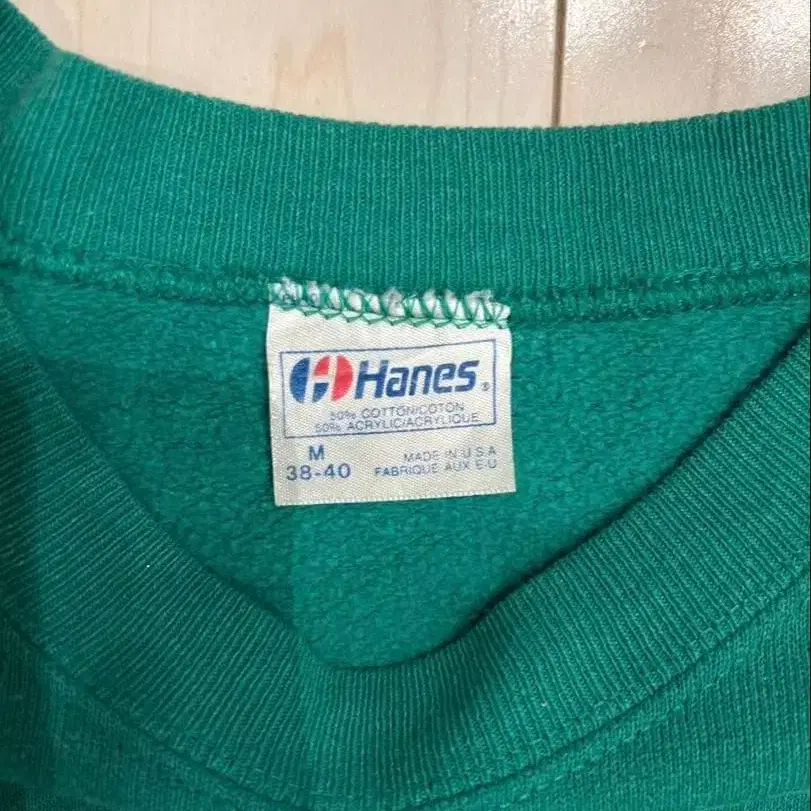 Hanes®
50% COTTON/COTON
50% ACRYLIC/ACRYLIQUE
M
38-40
MADE IN U.S.A
FABRIQUE AUX E-U